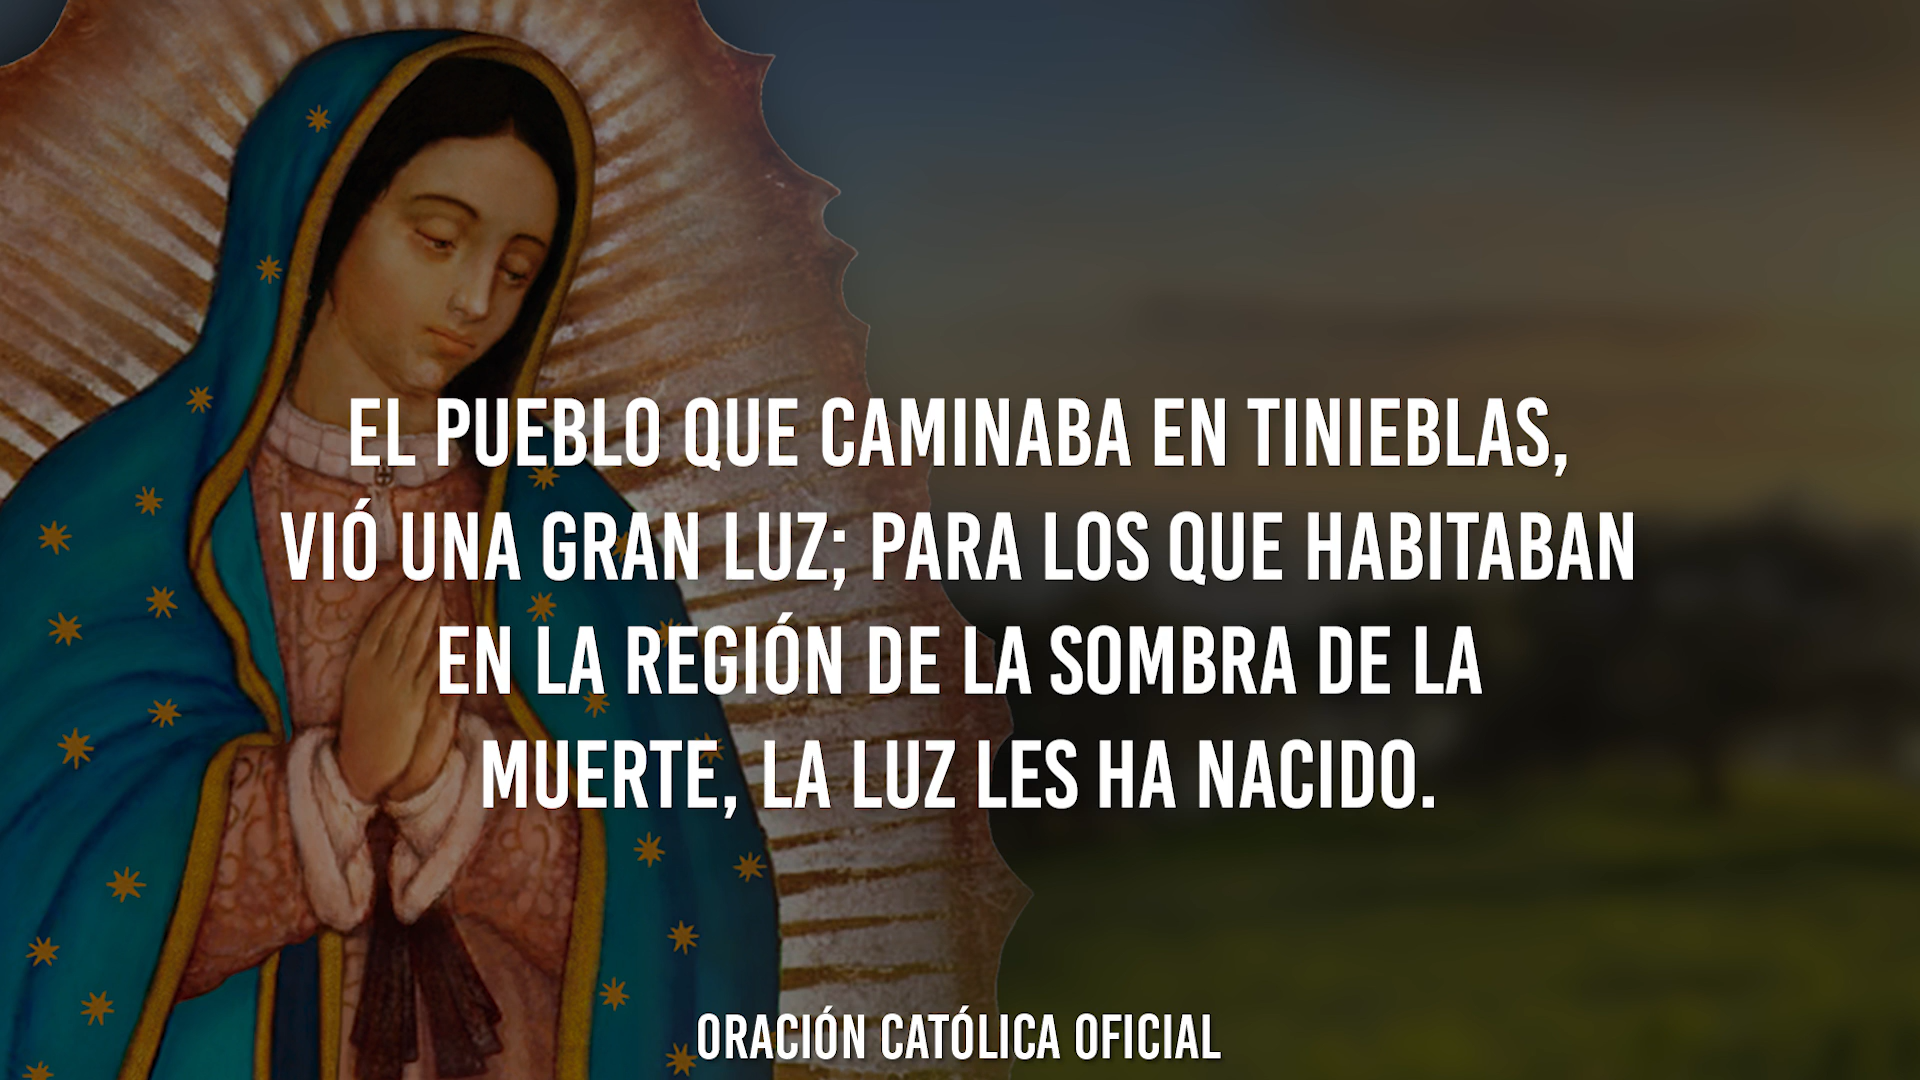 EL PUEBLO QUE CAMINABA EN TINIEBLAS,
VIÓ UNA GRAN LUZ; PARA LOS QUE HABITABAN
EN LA REGIÓN DE LA SOMBRA DE LA
MUERTE, LA LUZ LES HA NACIDO.
ORACIÓN CATÓLICA OFICIAL